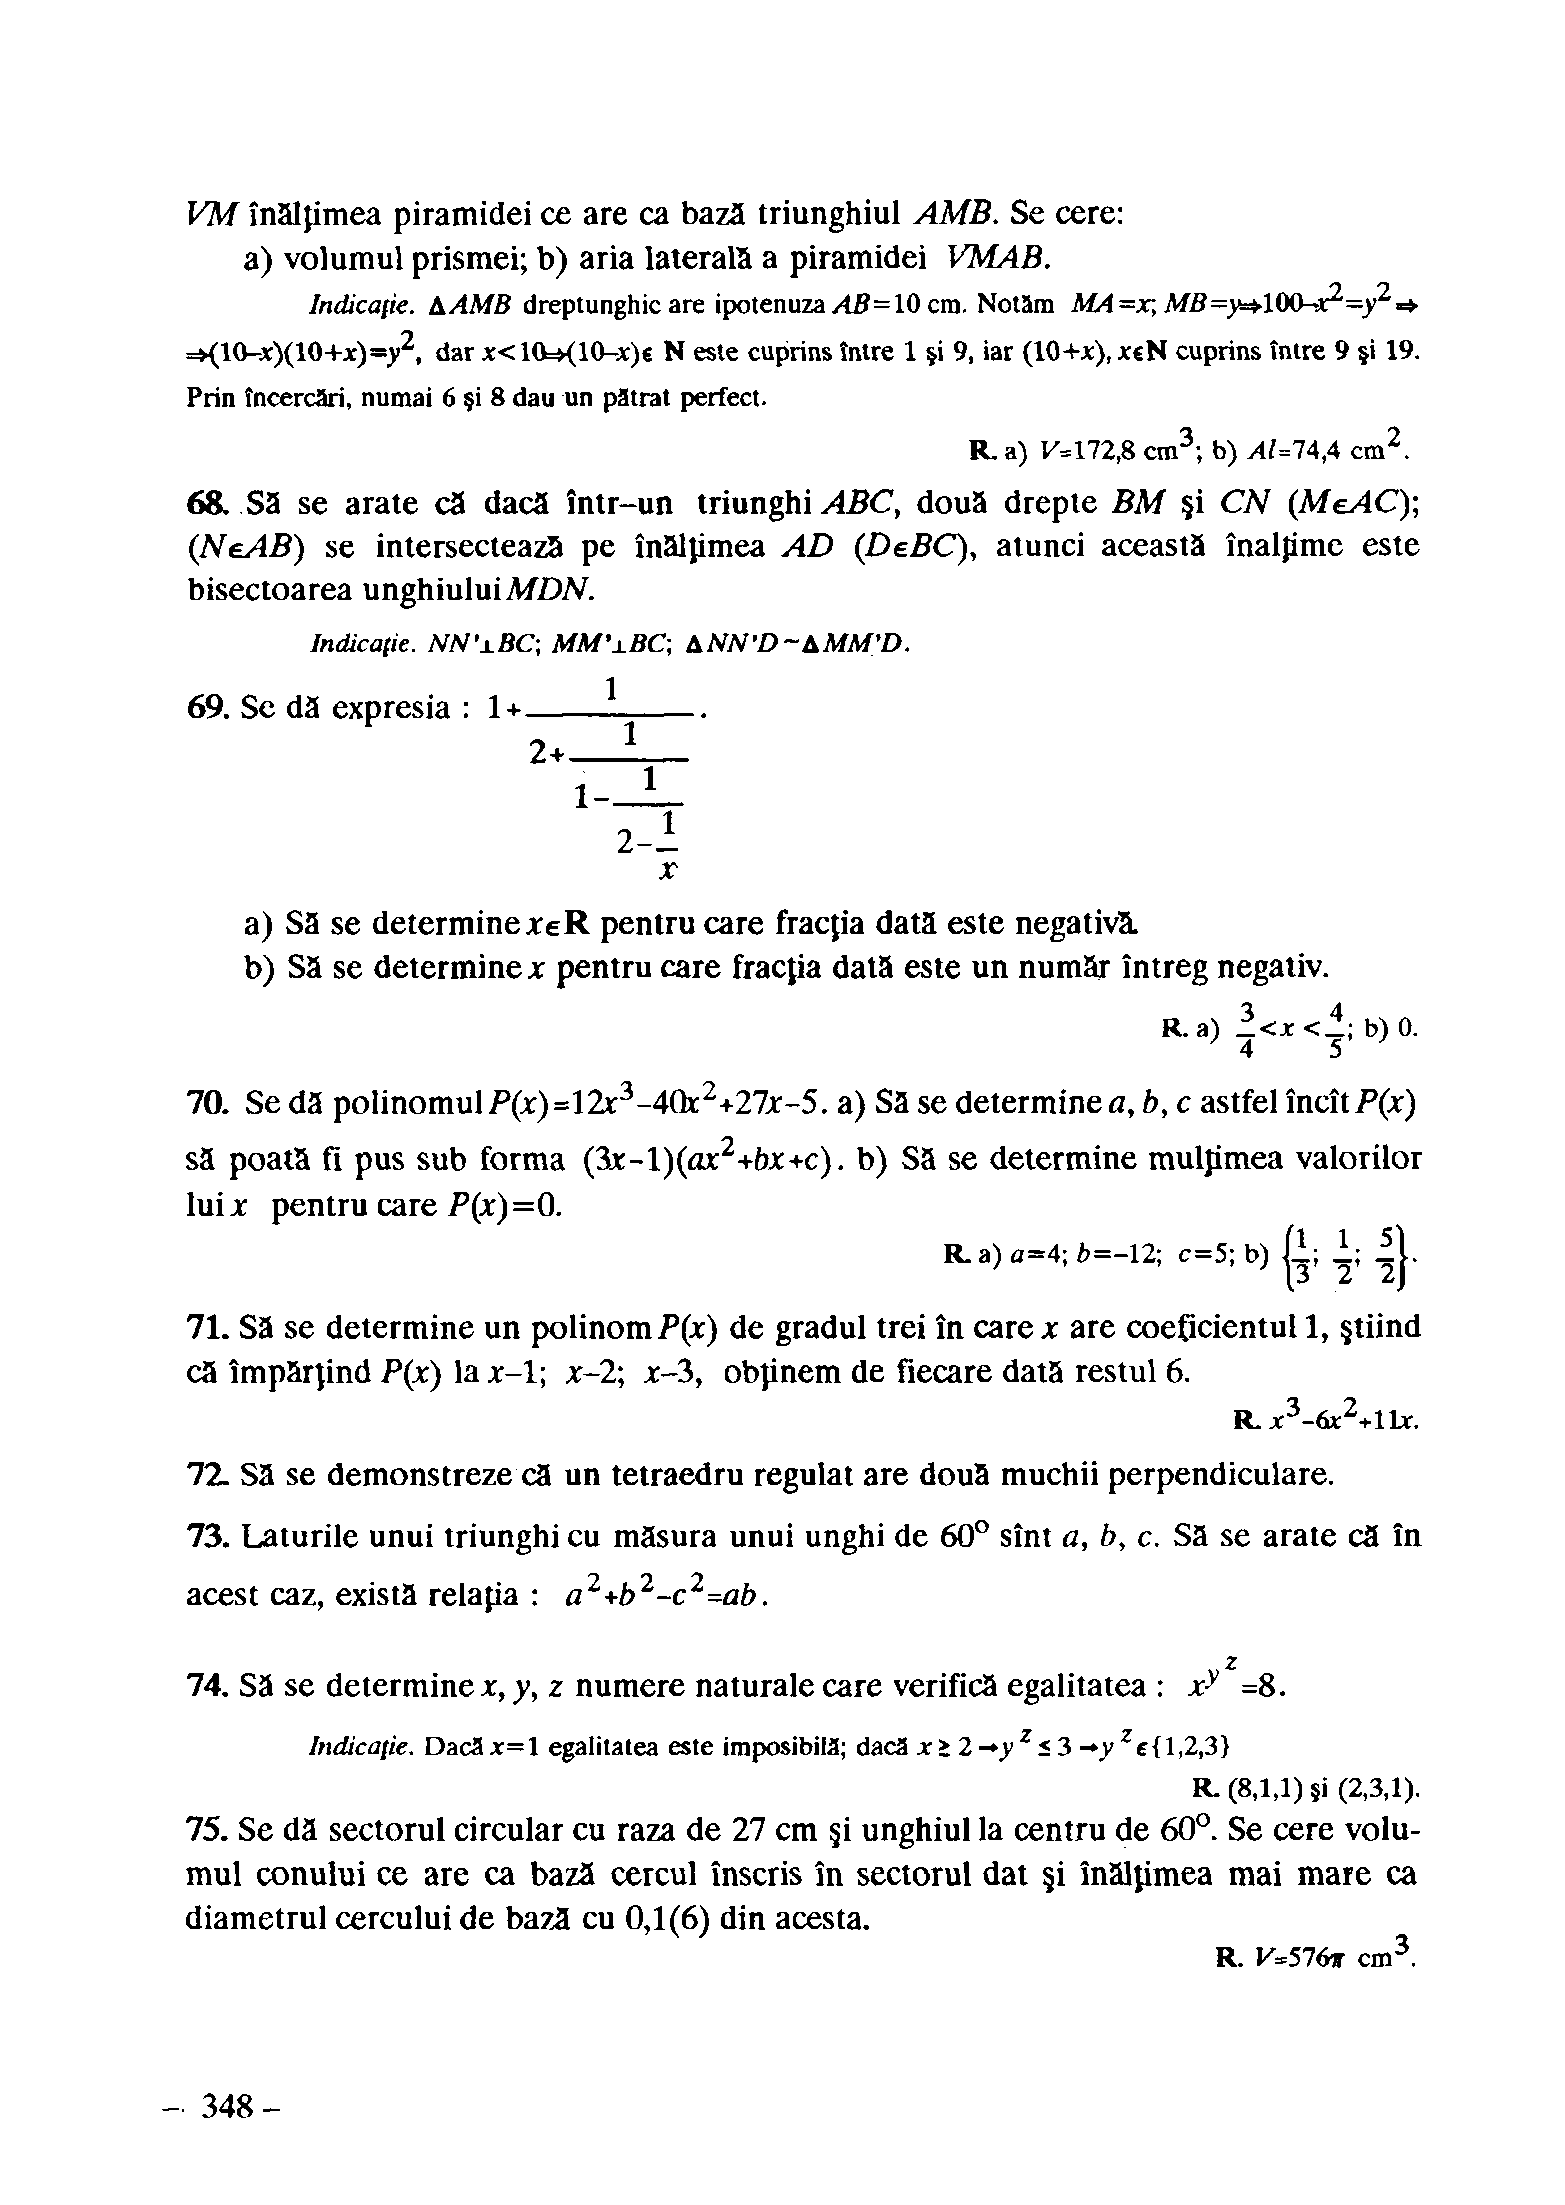 VM înălţimea piramidei ce are ca bază triunghiul AMB. Se cere:
a) volumul prismei; b) aria laterală a piramidei VMAB.
Indicaţie. ΔAMB dreptunghic are ipotenuza AB=10 cm. Notăm MA=x; MB=y⇒100-x²=y²⇒
⇒(10-x)(10+x)=y², dar x<10⇒(10-x)ϵ N este cuprins între 1 şi 9, iar (10+x), xϵN cuprins între 9 şi 19.
Prin încercări, numai 6 şi 8 dau un pătrat perfect.
R. a) V=172,8 cm³; b) Al=74,4 cm².
68. Să se arate că dacă într-un triunghi ABC, două drepte BM şi CN (MϵAC);
(NϵAB) se intersectează pe înălţimea AD (DϵBC), atunci această înalţime este
bisectoarea unghiului MDN.
Indicaţie. NN'⊥BC; MM'⊥BC; ΔNN'D~ΔMM'D.
69. Se dă expresia : 1+ 1 .
2+ 1
1- 1
2- 1
x
a) Să se determine xϵR pentru care fracţia dată este negativă.
b) Să se determine x pentru care fracţia dată este un număr întreg negativ.
R. a) 3/4<x<4/5; b) 0.
70. Se dă polinomul P(x)=12x³-40x²+27x-5. a) Să se determine a, b, c astfel încît P(x)
să poată fi pus sub forma (3x-1)(ax²+bx+c). b) Să se determine mulţimea valorilor
lui x pentru care P(x)=0.
R. a) a=4; b=-12; c=5; b) {1/3; 1/2; 5/2}.
71. Să se determine un polinom P(x) de gradul trei în care x are coeficientul 1, ştiind
că împărţind P(x) la x-1; x-2; x-3, obţinem de fiecare dată restul 6.
R. x³-6x²+11x.
72. Să se demonstreze că un tetraedru regulat are două muchii perpendiculare.
73. Laturile unui triunghi cu măsura unui unghi de 60° sînt a, b, c. Să se arate că în
acest caz, există relaţia : a²+b²-c²=ab.
74. Să se determine x, y, z numere naturale care verifică egalitatea : x^y^z=8.
Indicaţie. Dacă x=1 egalitatea este imposibilă; dacă x≥2→y^z≤3→y^zϵ{1,2,3}
R. (8,1,1) şi (2,3,1).
75. Se dă sectorul circular cu raza de 27 cm şi unghiul la centru de 60°. Se cere volu-
mul conului ce are ca bază cercul înscris în sectorul dat şi înălţimea mai mare ca
diametrul cercului de bază cu 0,1(6) din acesta.
R. V=576π cm³.
- 348 -